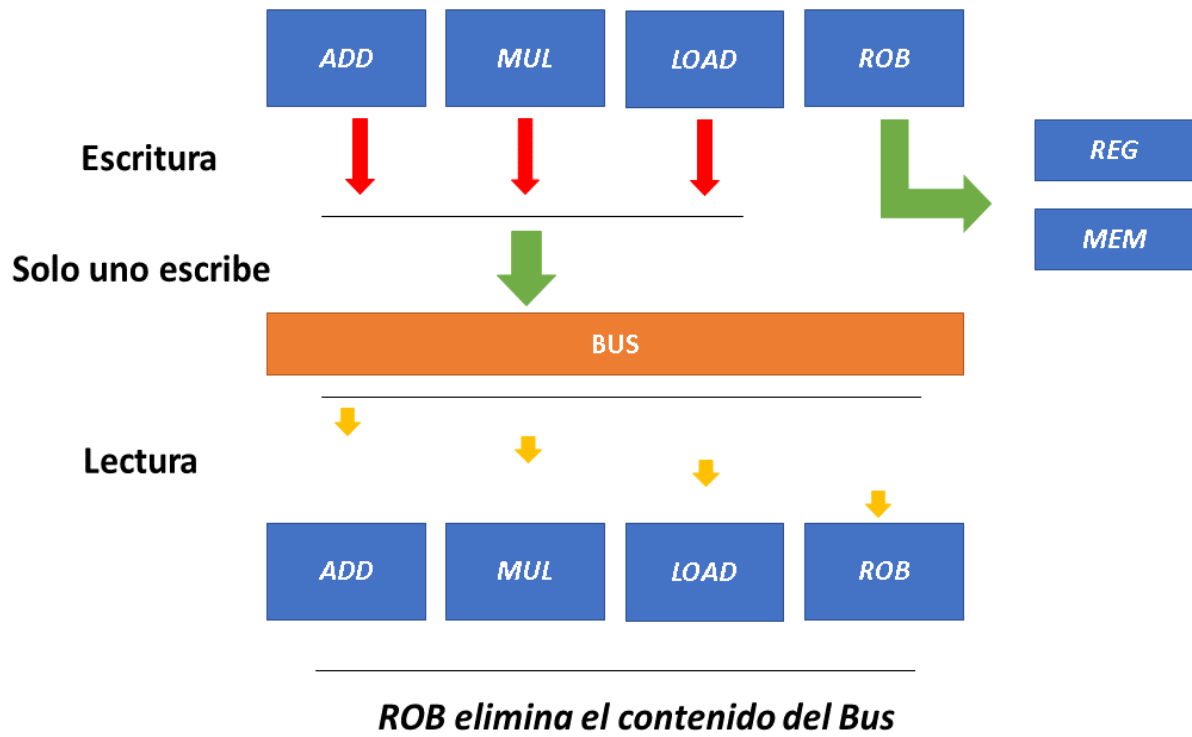 ADD
MUL
LOAD
ROB
Escritura
REG
MEM
Solo uno escribe
BUS
Lectura
ADD
MUL
LOAD
ROB
ROB elimina el contenido del Bus